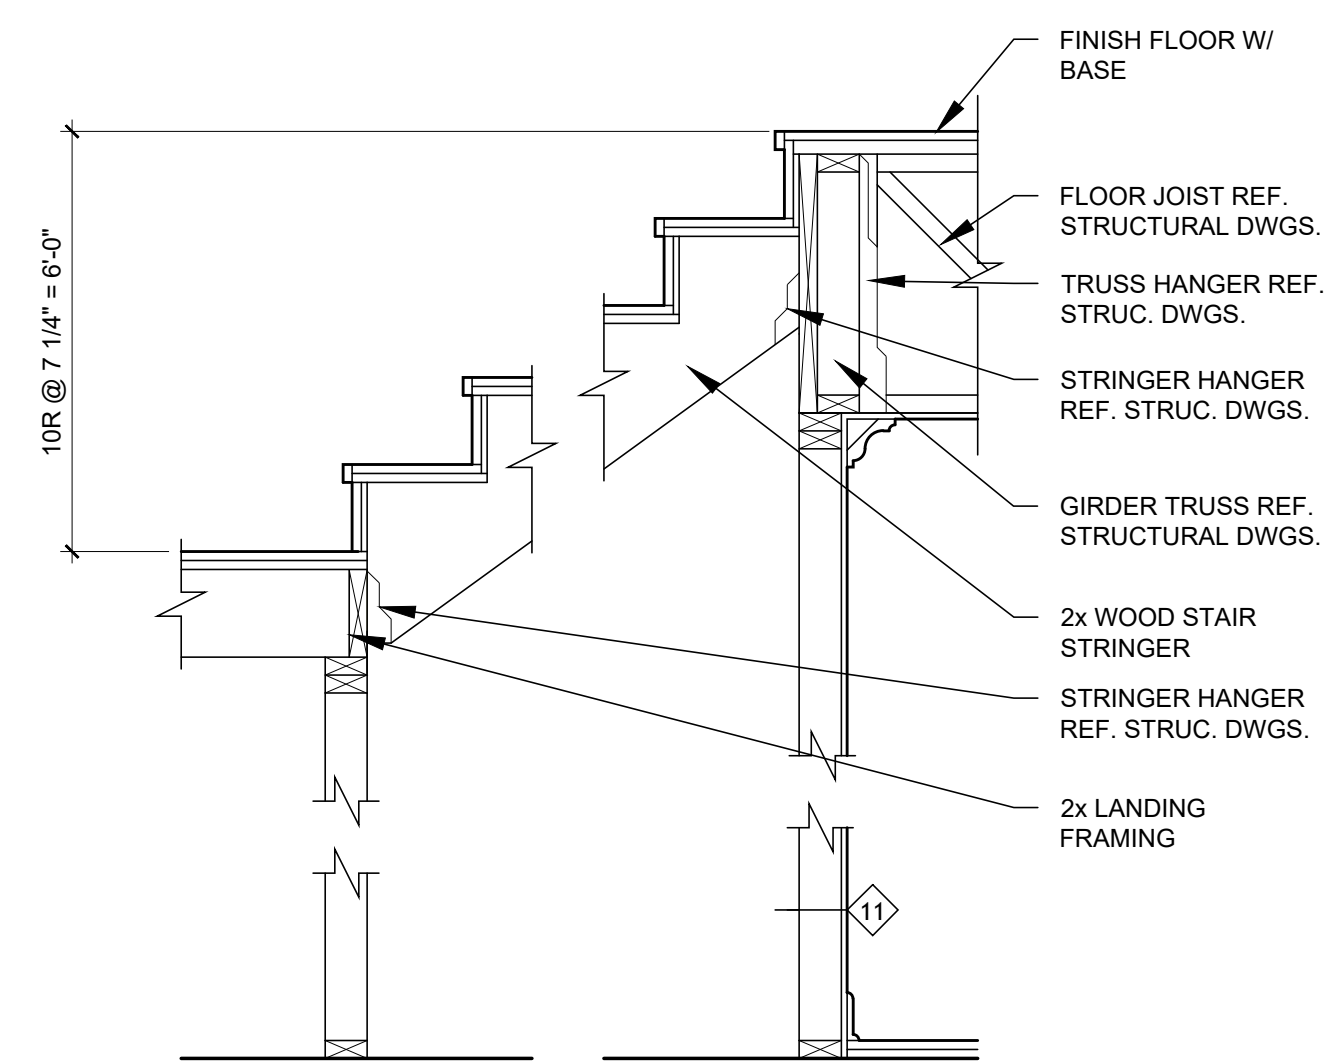 FINISH FLOOR W/
BASE
FLOOR JOIST REF.
STRUCTURAL DWGS.
TRUSS HANGER REF.
STRUC. DWGS.
STRINGER HANGER
REF. STRUC. DWGS.
GIRDER TRUSS REF.
STRUCTURAL DWGS.
2x WOOD STAIR
STRINGER
STRINGER HANGER
REF. STRUC. DWGS.
2x LANDING
FRAMING
10R @ 7 1/4" = 6'-0"
11